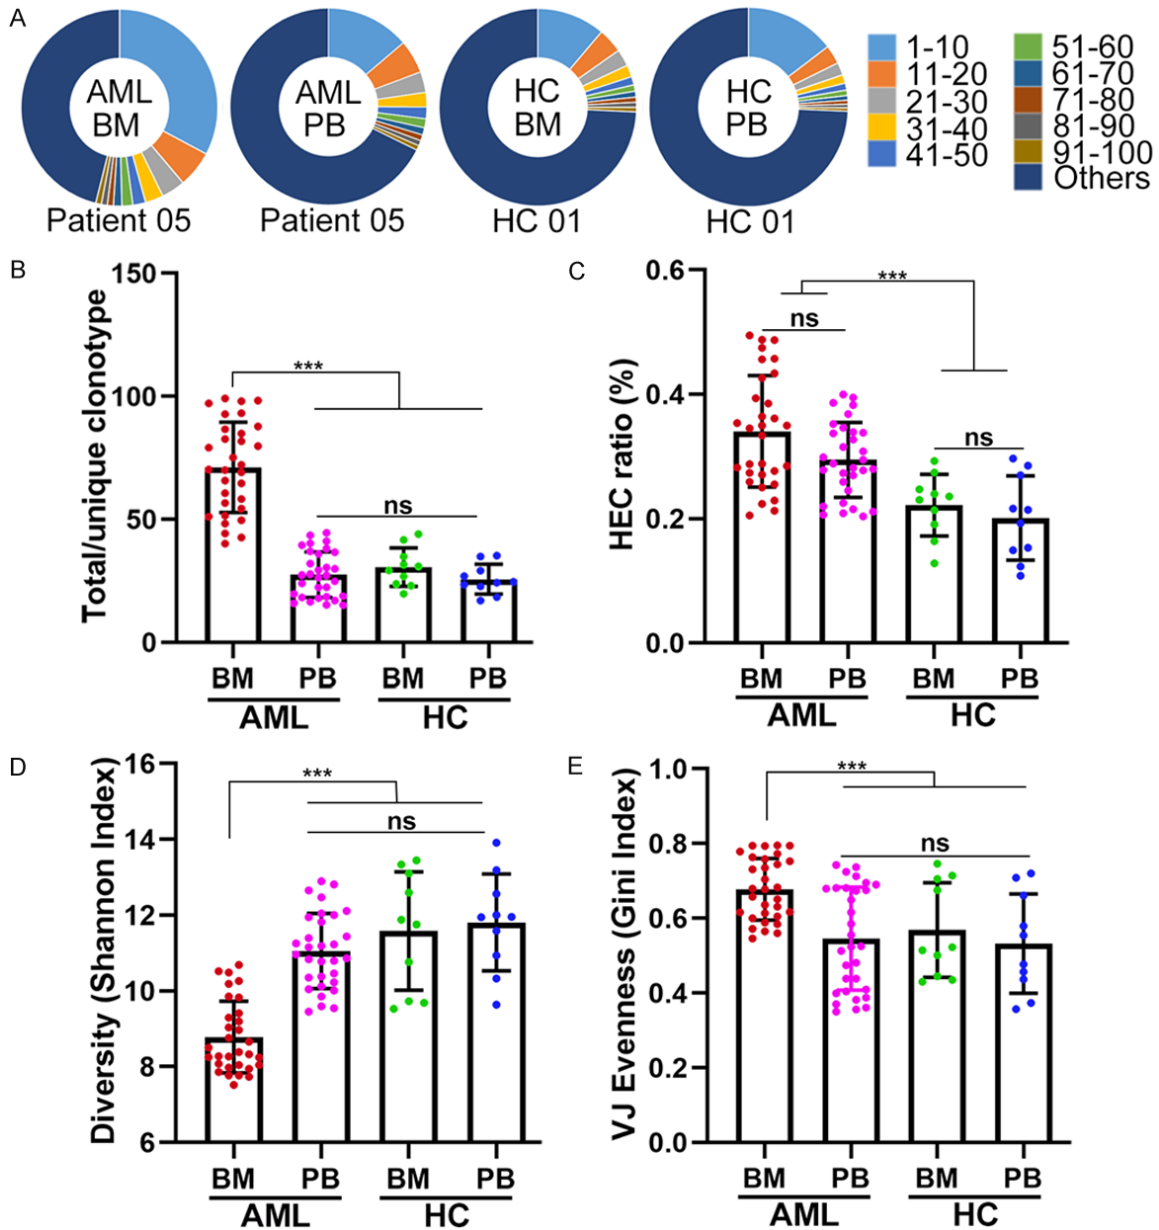 A
AML
BM
Patient 05
AML
PB
Patient 05
HC
BM
HC 01
HC
PB
HC 01
1-10
11-20
21-30
31-40
41-50
51-60
61-70
71-80
81-90
91-100
Others
B
Total/unique clonotype
150
100
50
0
***
ns
BM PB BM PB
AML HC
C
HEC ratio (%)
0.6
0.4
0.2
0.0
***
ns
ns
BM PB BM PB
AML HC
D
Diversity (Shannon Index)
16
14
12
10
8
6
***
ns
BM PB BM PB
AML HC
E
VJ Evenness (Gini Index)
1.0
0.8
0.6
0.4
0.2
0.0
***
ns
BM PB BM PB
AML HC